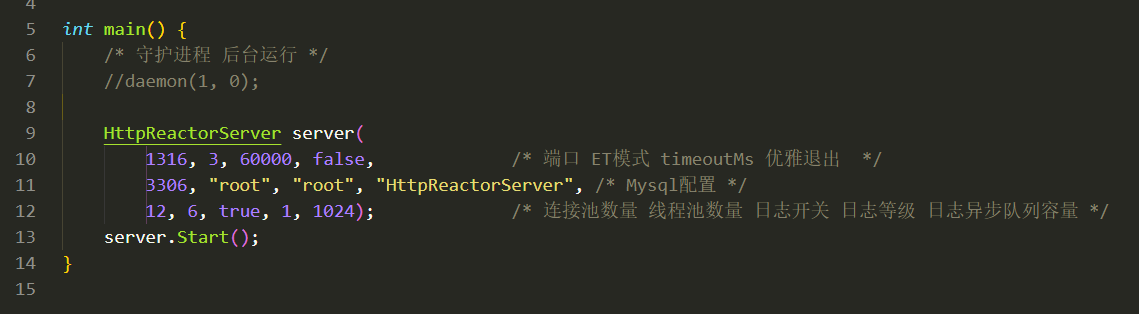 4
5 int main() {
6     /* 守护进程 后台运行 */
7     //daemon(1, 0);
8
9     HttpReactorServer server(
10         1316, 3, 60000, false,             /* 端口 ET模式 timeoutMs 优雅退出  */
11         3306, "root", "root", "HttpReactorServer", /* Mysql配置 */
12         12, 6, true, 1, 1024);             /* 连接池数量 线程池数量 日志开关 日志等级 日志异步队列容量 */
13     server.Start();
14 }
15